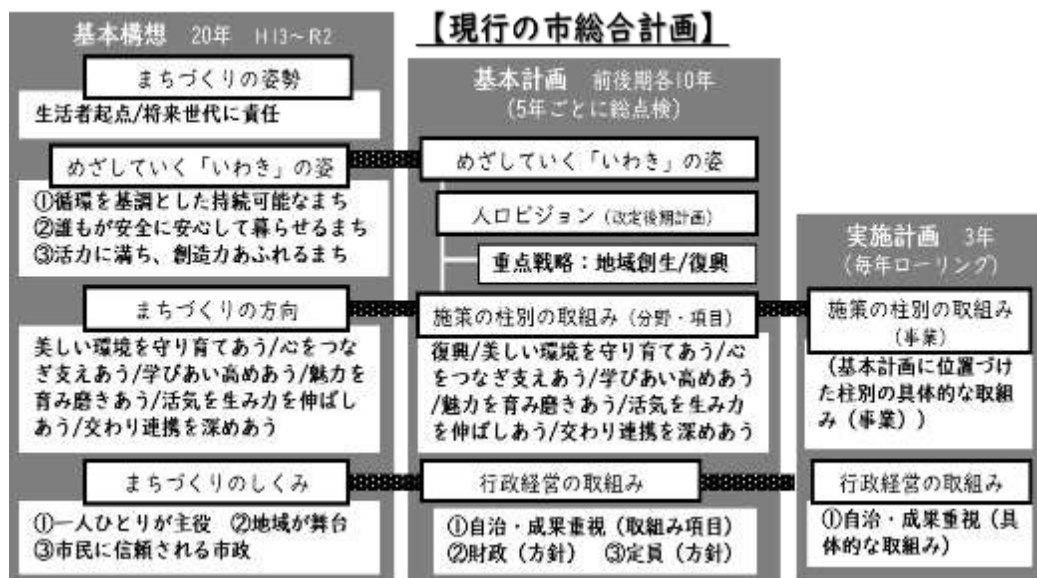 【現行の市総合計画】
基本構想 20年 H13～R2
まちづくりの姿勢
生活者起点/将来世代に責任
めざしていく「いわき」の姿
①循環を基調とした持続可能なまち
②誰もが安全に安心して暮らせるまち
③活力に満ち、創造力あふれるまち
まちづくりの方向
美しい環境を守り育てあう/心をつな
ぎ支えあう/学びあい高めあう/魅力を
育み磨きあう/活気を生み力を伸ばし
あう/交わり連携を深めあう
まちづくりのしくみ
①一人ひとりが主役 ②地域が舞台
③市民に信頼される市政
基本計画 前後期各10年
(5年ごとに総点検)
めざしていく「いわき」の姿
人口ビジョン（改定後期計画）
重点戦略：地域創生/復興
施策の柱別の取組み（分野・項目）
復興/美しい環境を守り育てあう/心
をつなぎ支えあう/学びあい高めあう
/魅力を育み磨きあう/活気を生み力
を伸ばしあう/交わり連携を深めあう
行政経営の取組み
①自治・成果重視（取組み項目）
②財政（方針） ③定員（方針）
実施計画 3年
(毎年ローリング)
施策の柱別の取組み
（事業）
（基本計画に位置づけ
た柱別の具体的な取組
み（事業））
行政経営の取組み
①自治・成果重視（具
体的な取組み）